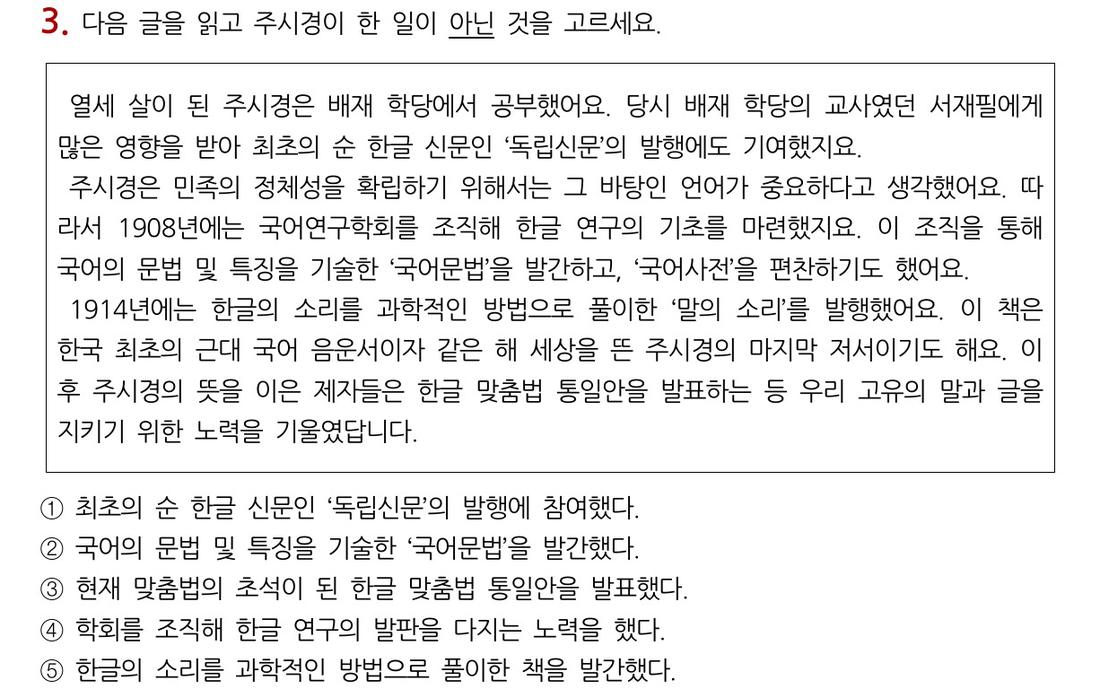 3. 다음 글을 읽고 주시경이 한 일이 아닌 것을 고르세요.
열세 살이 된 주시경은 배재 학당에서 공부했어요. 당시 배재 학당의 교사였던 서재필에게
많은 영향을 받아 최초의 순 한글 신문인 ‘독립신문’의 발행에도 기여했지요.
주시경은 민족의 정체성을 확립하기 위해서는 그 바탕인 언어가 중요하다고 생각했어요. 따
라서 1908년에는 국어연구학회를 조직해 한글 연구의 기초를 마련했지요. 이 조직을 통해
국어의 문법 및 특징을 기술한 ‘국어문법’을 발간하고, ‘국어사전’을 편찬하기도 했어요.
1914년에는 한글의 소리를 과학적인 방법으로 풀이한 ‘말의 소리’를 발행했어요. 이 책은
한국 최초의 근대 국어 음운서이자 같은 해 세상을 뜬 주시경의 마지막 저서이기도 해요. 이
후 주시경의 뜻을 이은 제자들은 한글 맞춤법 통일안을 발표하는 등 우리 고유의 말과 글을
지키기 위한 노력을 기울였답니다.
① 최초의 순 한글 신문인 ‘독립신문’의 발행에 참여했다.
② 국어의 문법 및 특징을 기술한 ‘국어문법’을 발간했다.
③ 현재 맞춤법의 초석이 된 한글 맞춤법 통일안을 발표했다.
④ 학회를 조직해 한글 연구의 발판을 다지는 노력을 했다.
⑤ 한글의 소리를 과학적인 방법으로 풀이한 책을 발간했다.